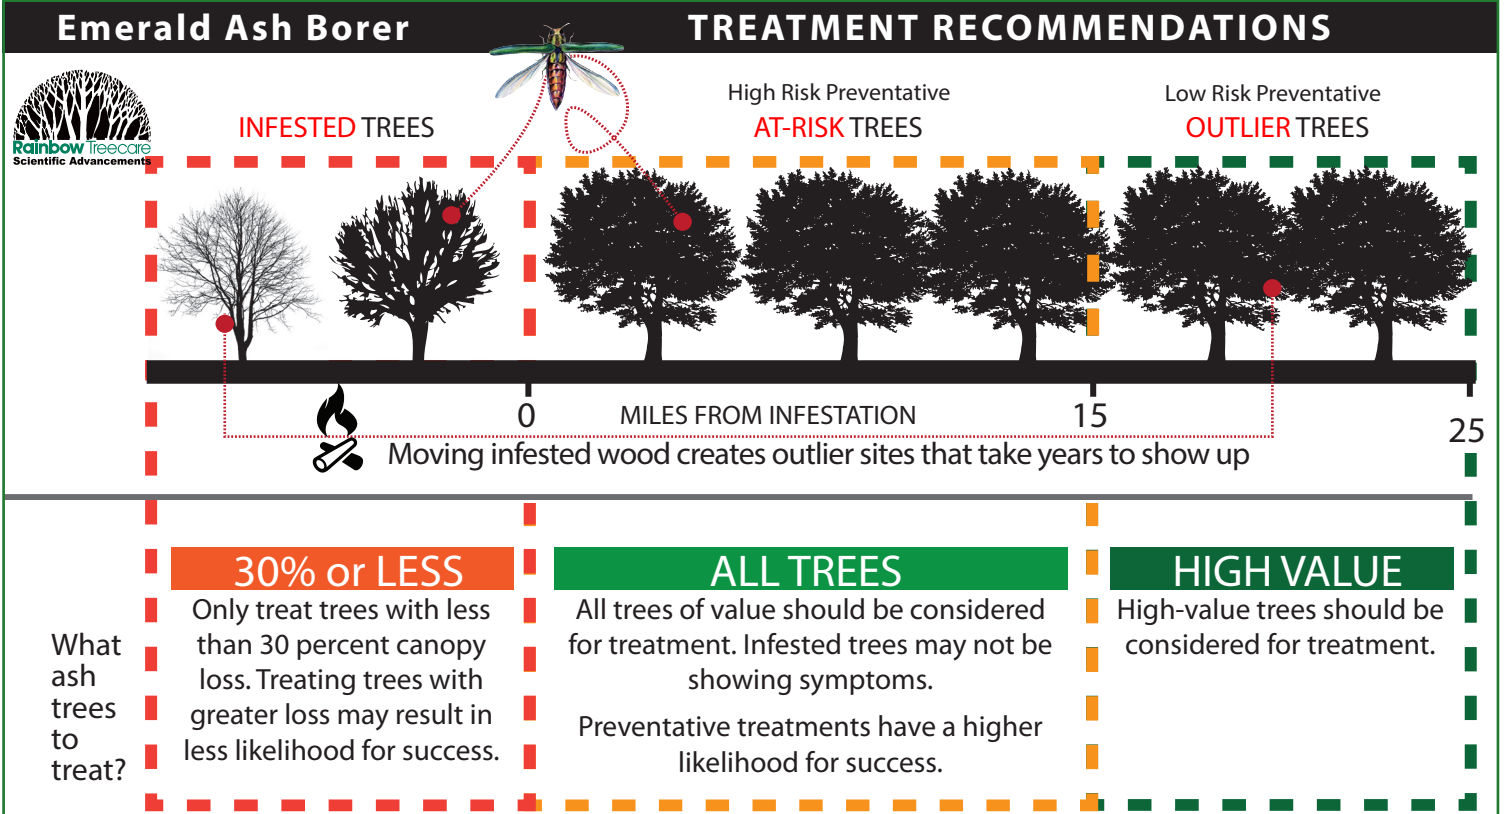 Emerald Ash Borer
TREATMENT RECOMMENDATIONS
Rainbow Treecare
Scientific Advancements
INFESTED TREES
High Risk Preventative
AT-RISK TREES
Low Risk Preventative
OUTLIER TREES
0
MILES FROM INFESTATION
15
25
Moving infested wood creates outlier sites that take years to show up
What
ash
trees
to
treat?
30% or LESS
Only treat trees with less
than 30 percent canopy
loss. Treating trees with
greater loss may result in
less likelihood for success.
ALL TREES
All trees of value should be considered
for treatment. Infested trees may not be
showing symptoms.
Preventative treatments have a higher
likelihood for success.
HIGH VALUE
High-value trees should be
considered for treatment.